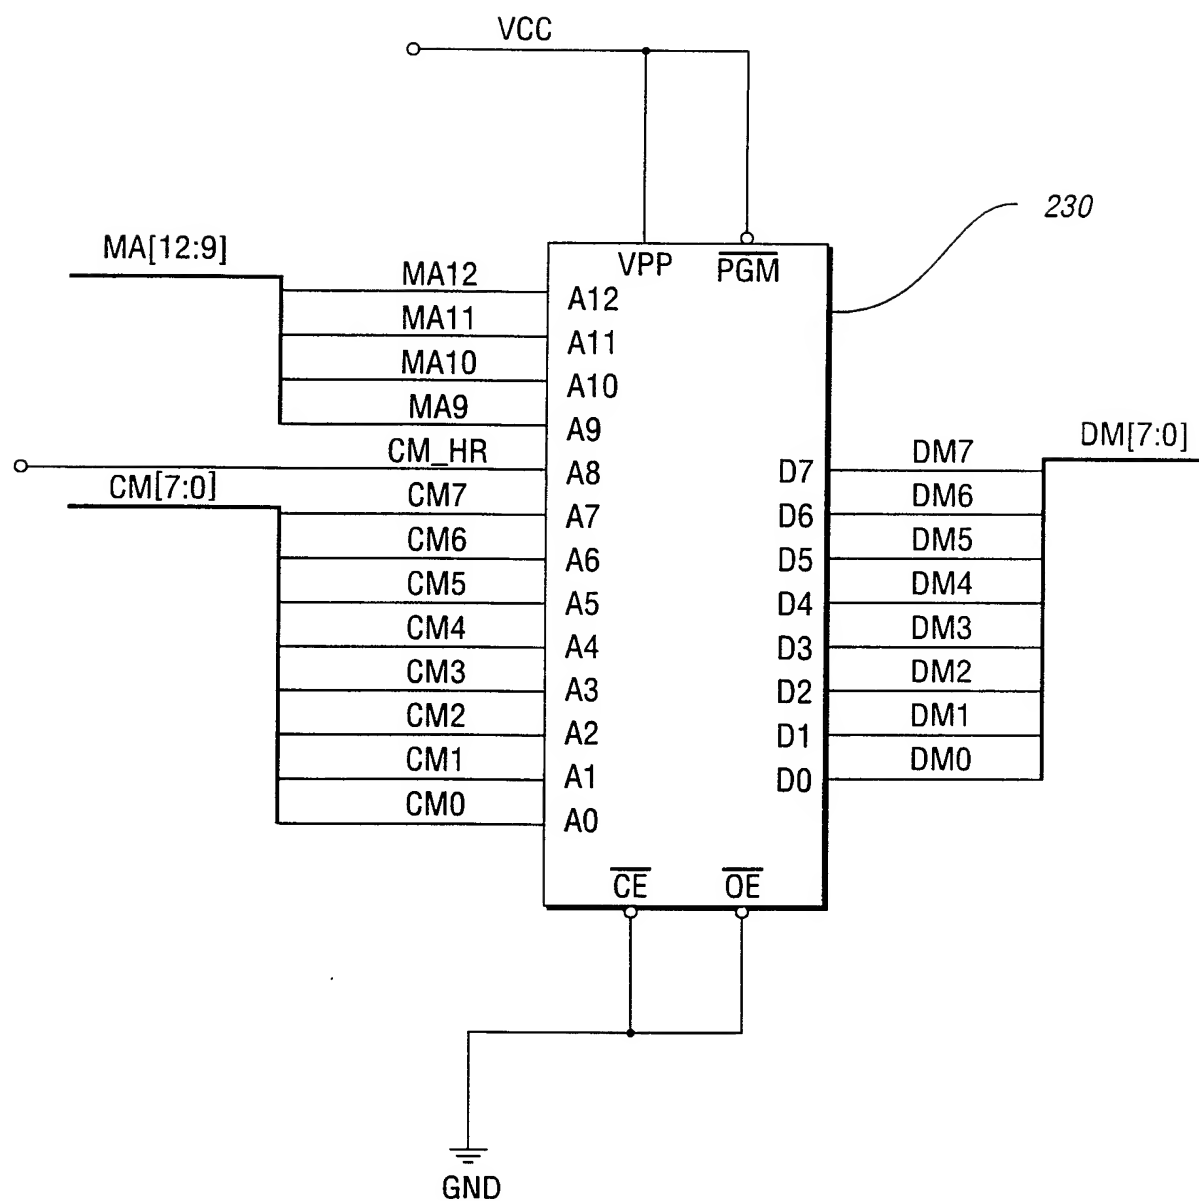 VCC
230
MA[12:9]
VPP
PGM
MA12
A12
MA11
A11
MA10
A10
MA9
A9
CM_HR
A8
CM[7:0]
CM7
A7
CM6
A6
CM5
A5
CM4
A4
CM3
A3
CM2
A2
CM1
A1
CM0
A0
DM[7:0]
D7
DM7
D6
DM6
D5
DM5
D4
DM4
D3
DM3
D2
DM2
D1
DM1
D0
DM0
CE
OE
GND